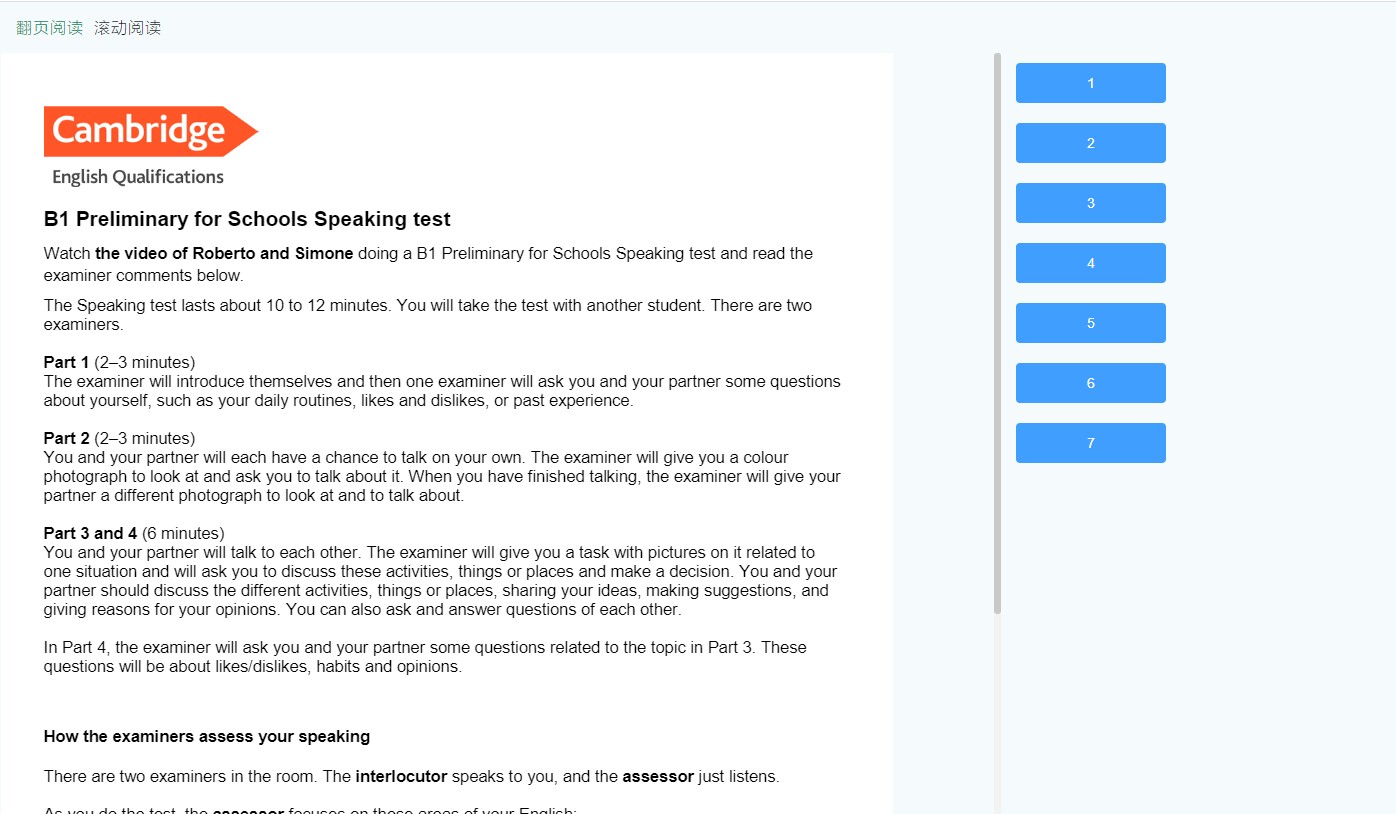 翻页阅读 滚动阅读
Cambridge
English Qualifications
B1 Preliminary for Schools Speaking test
Watch the video of Roberto and Simone doing a B1 Preliminary for Schools Speaking test and read the
examiner comments below.
The Speaking test lasts about 10 to 12 minutes. You will take the test with another student. There are two
examiners.
Part 1 (2–3 minutes)
The examiner will introduce themselves and then one examiner will ask you and your partner some questions
about yourself, such as your daily routines, likes and dislikes, or past experience.
Part 2 (2–3 minutes)
You and your partner will each have a chance to talk on your own. The examiner will give you a colour
photograph to look at and ask you to talk about it. When you have finished talking, the examiner will give your
partner a different photograph to look at and to talk about.
Part 3 and 4 (6 minutes)
You and your partner will talk to each other. The examiner will give you a task with pictures on it related to
one situation and will ask you to discuss these activities, things or places and make a decision. You and your
partner should discuss the different activities, things or places, sharing your ideas, making suggestions, and
giving reasons for your opinions. You can also ask and answer questions of each other.
In Part 4, the examiner will ask you and your partner some questions related to the topic in Part 3. These
questions will be about likes/dislikes, habits and opinions.
How the examiners assess your speaking
There are two examiners in the room. The interlocutor speaks to you, and the assessor just listens.
As you do the test, the assessor focuses on these areas of your English:
1
2
3
4
5
6
7